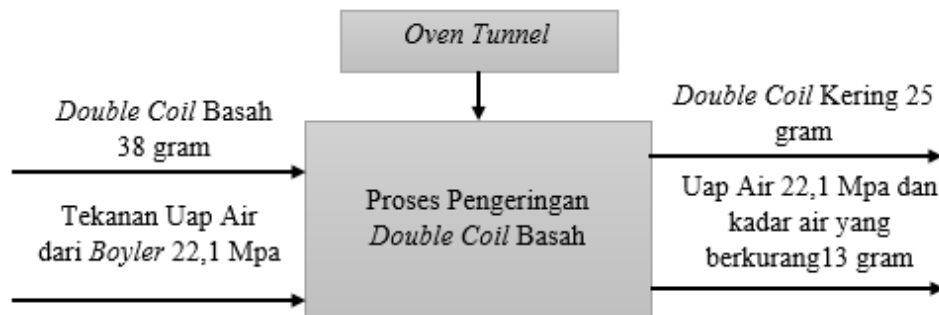 Oven Tunnel
Double Coil Basah
38 gram
Tekanan Uap Air
dari Boyler 22,1 Mpa
Proses Pengeringan
Double Coil Basah
Double Coil Kering 25
gram
Uap Air 22,1 Mpa dan
kadar air yang
berkurang13 gram